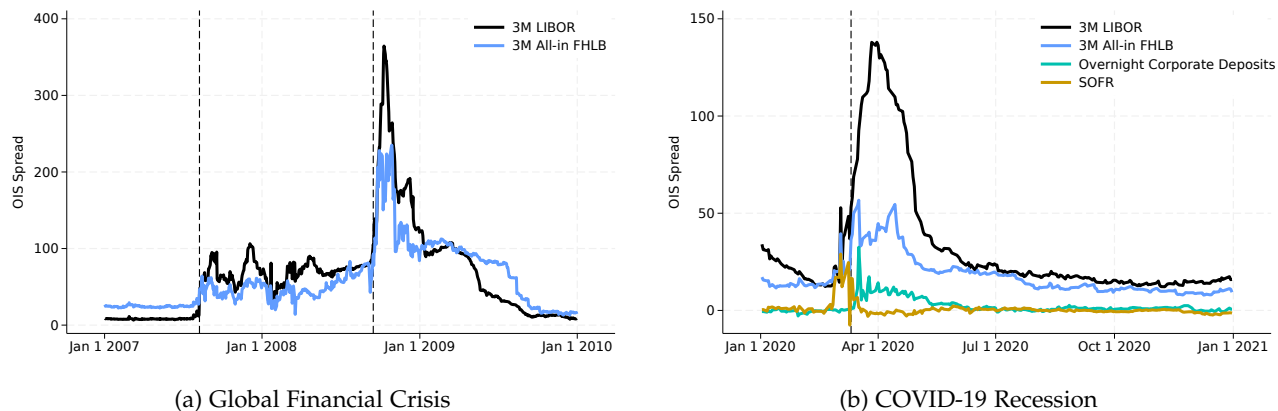 400
300
200
100
0
OIS Spread
3M LIBOR
3M All-in FHLB
Jan 1 2007
Jan 1 2008
Jan 1 2009
Jan 1 2010
(a) Global Financial Crisis
150
100
50
0
OIS Spread
3M LIBOR
3M All-in FHLB
Overnight Corporate Deposits
SOFR
Jan 1 2020
Apr 1 2020
Jul 1 2020
Oct 1 2020
Jan 1 2021
(b) COVID-19 Recession